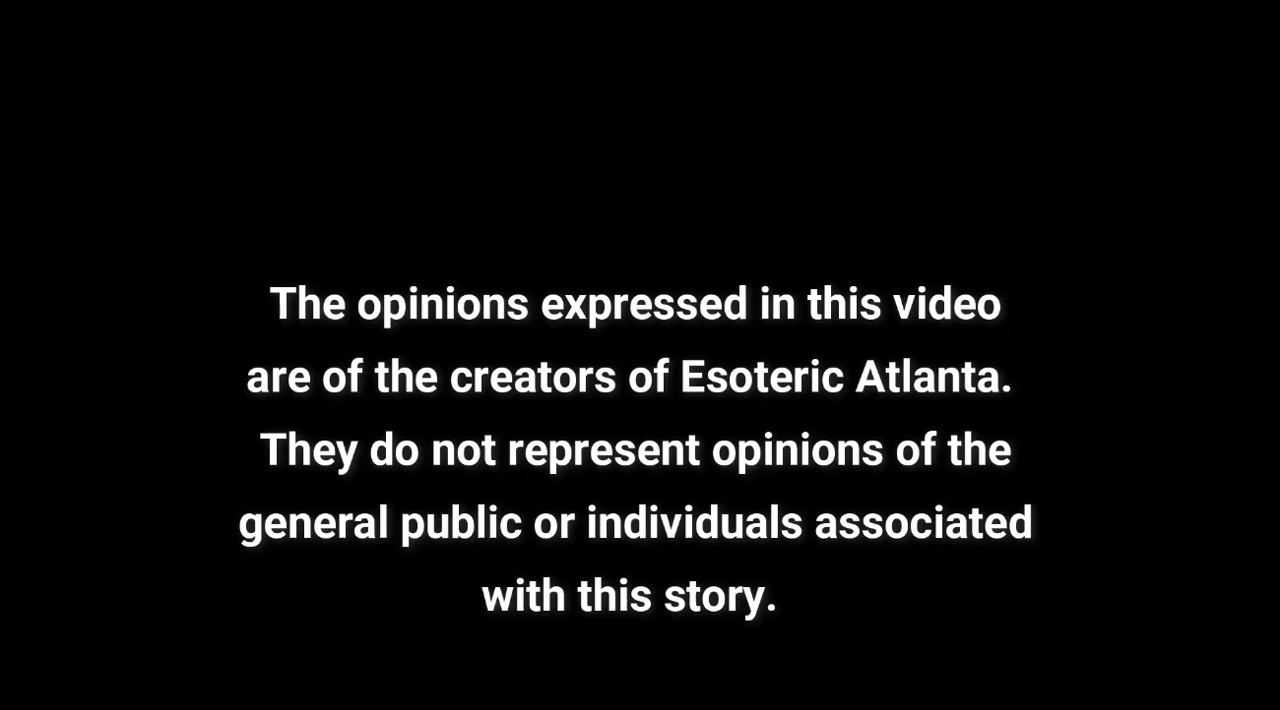 The opinions expressed in this video
are of the creators of Esoteric Atlanta.
They do not represent opinions of the
general public or individuals associated
with this story.